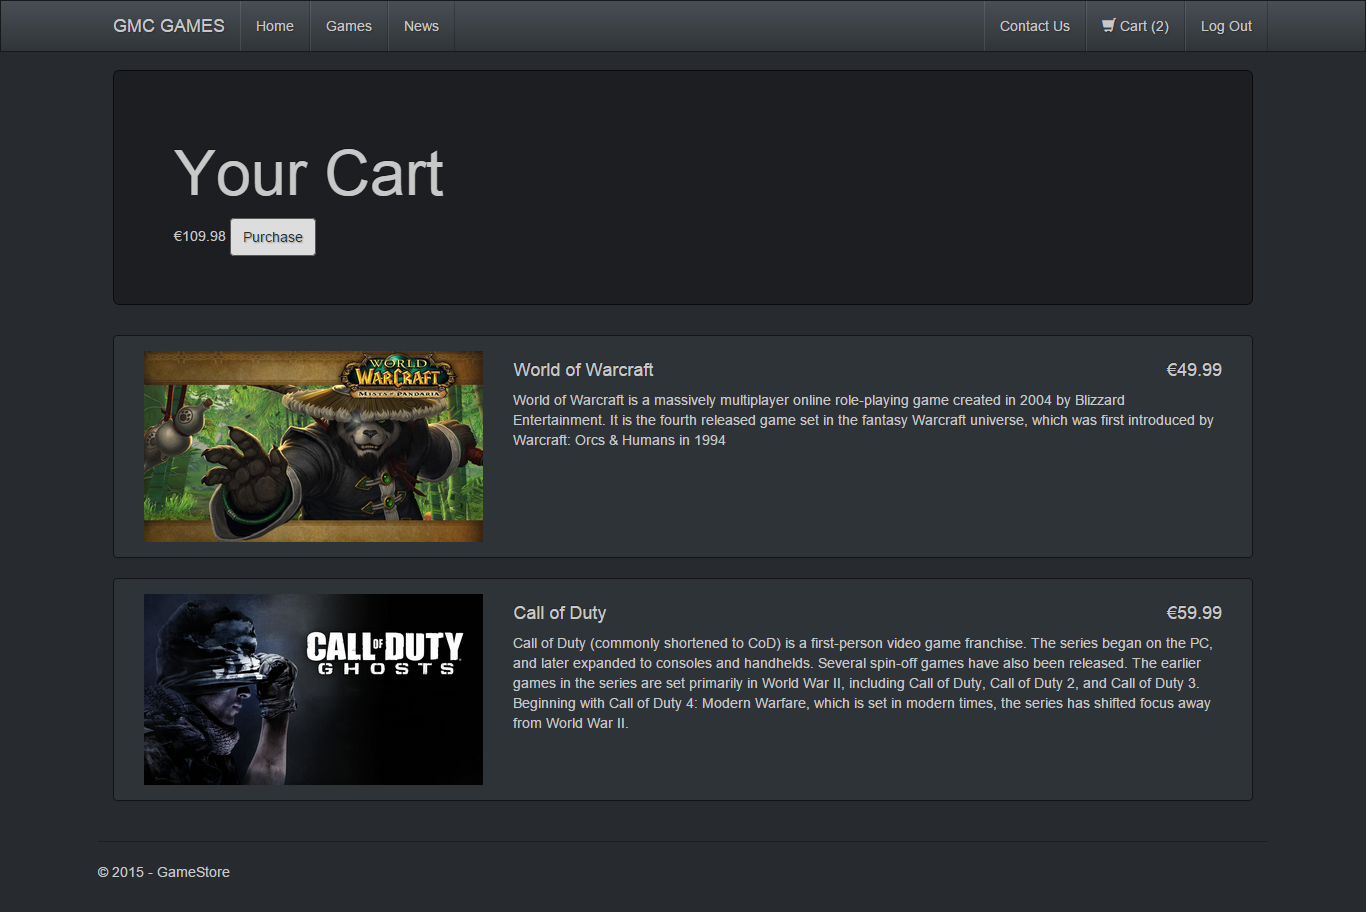 GMC GAMES Home Games News Contact Us Cart (2) Log Out
Your Cart
€109.98 Purchase
WORLD
OF
WARCRAFT
MISTS OF PANDARIA
World of Warcraft €49.99
World of Warcraft is a massively multiplayer online role-playing game created in 2004 by Blizzard
Entertainment. It is the fourth released game set in the fantasy Warcraft universe, which was first introduced by
Warcraft: Orcs & Humans in 1994
CALL OF DUTY
GHOSTS
Call of Duty €59.99
Call of Duty (commonly shortened to CoD) is a first-person video game franchise. The series began on the PC,
and later expanded to consoles and handhelds. Several spin-off games have also been released. The earlier
games in the series are set primarily in World War II, including Call of Duty, Call of Duty 2, and Call of Duty 3.
Beginning with Call of Duty 4: Modern Warfare, which is set in modern times, the series has shifted focus away
from World War II.
© 2015 - GameStore